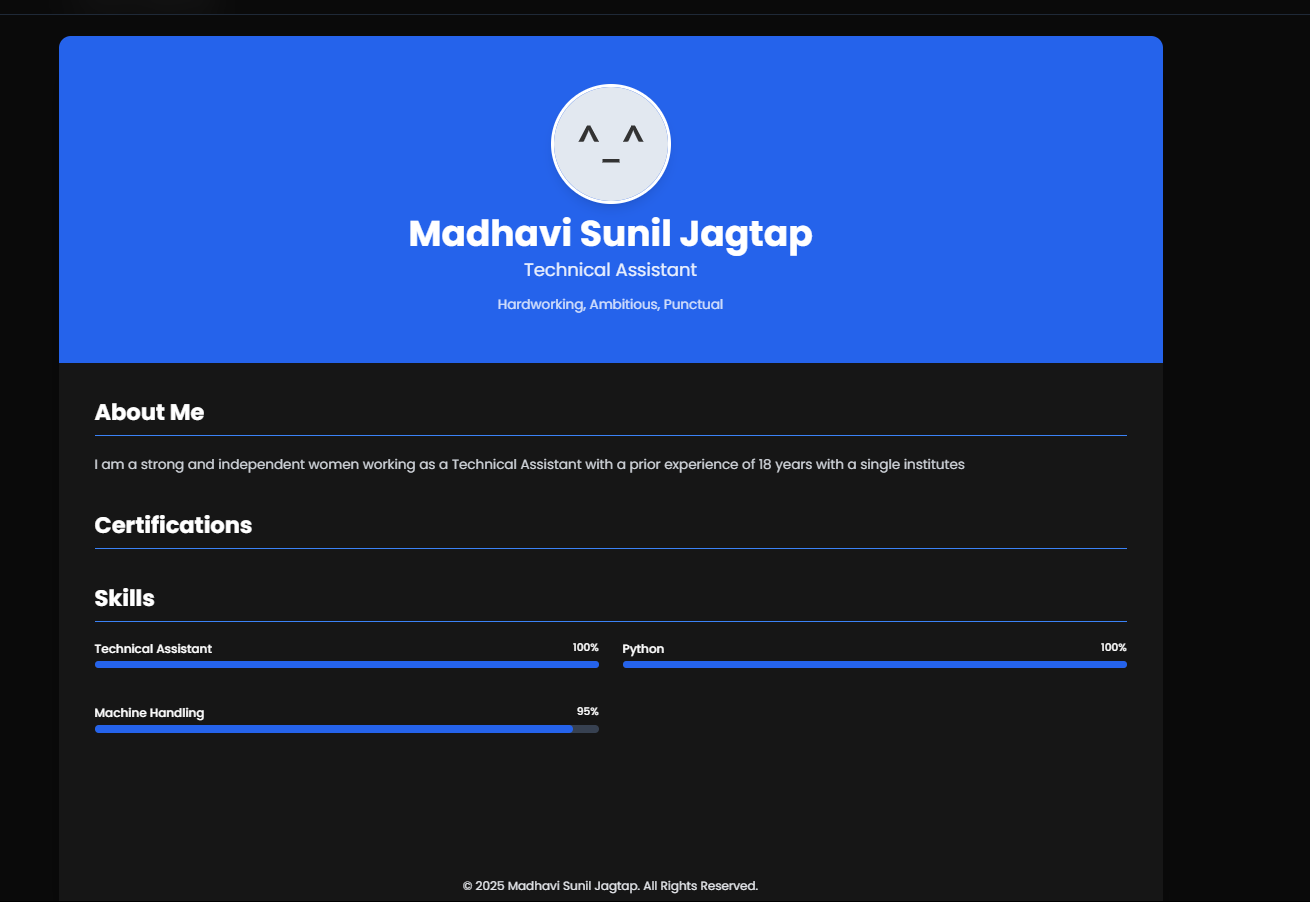 ^ ^
_
Madhavi Sunil Jagtap
Technical Assistant
Hardworking, Ambitious, Punctual
About Me
I am a strong and independent women working as a Technical Assistant with a prior experience of 18 years with a single institutes
Certifications
Skills
Technical Assistant 100%
Python 100%
Machine Handling 95%
© 2025 Madhavi Sunil Jagtap. All Rights Reserved.